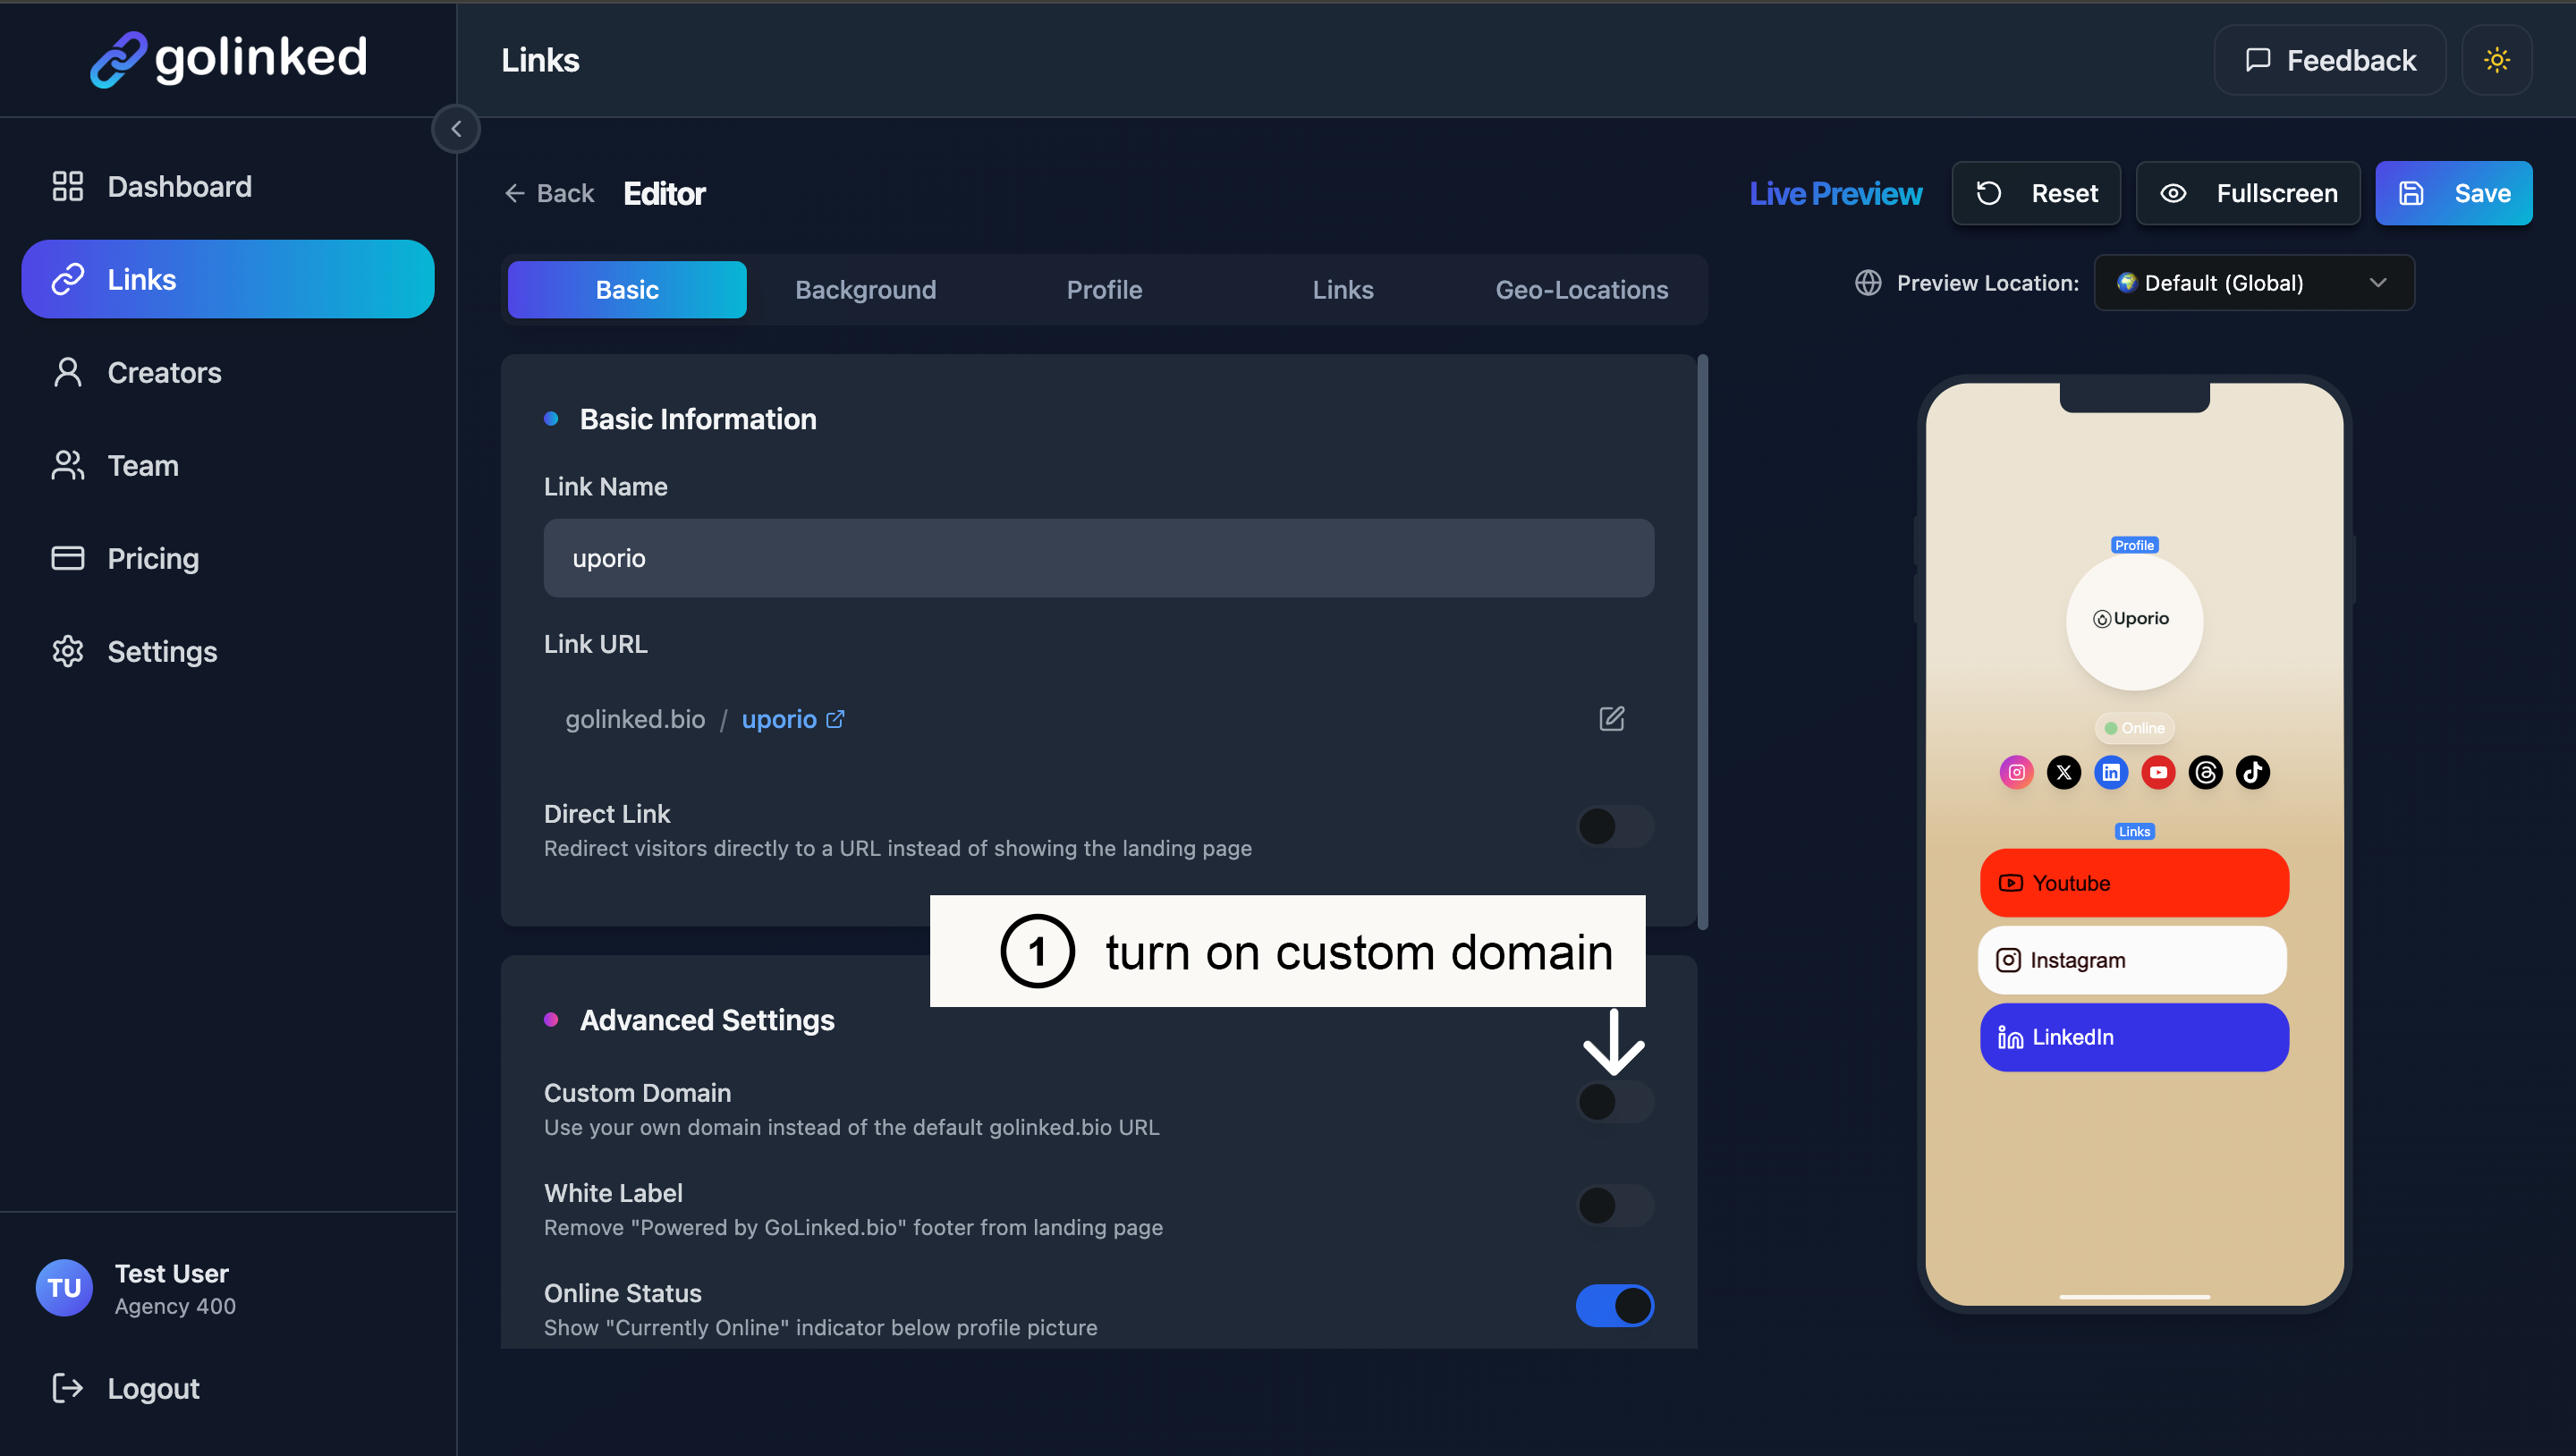 golinked
Links
Feedback
Dashboard
Links
Creators
Team
Pricing
Settings
Test User
TU
Agency 400
Logout
Back
Editor
Live Preview
Reset
Fullscreen
Save
Basic
Background
Profile
Links
Geo-Locations
Preview Location:
Default (Global)
Basic Information
Link Name
uporio
Link URL
golinked.bio / uporio
Direct Link
Redirect visitors directly to a URL instead of showing the landing page
1 turn on custom domain
Advanced Settings
Custom Domain
Use your own domain instead of the default golinked.bio URL
White Label
Remove "Powered by GoLinked.bio" footer from landing page
Online Status
Show "Currently Online" indicator below profile picture
Profile
Uporio
Online
Links
Youtube
Instagram
LinkedIn